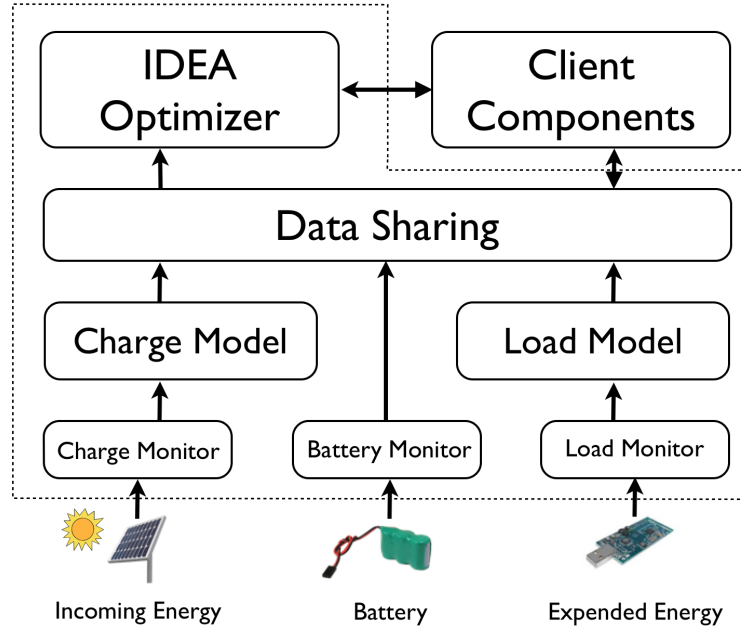 IDEA
Optimizer
Client
Components
Data Sharing
Charge Model
Load Model
Charge Monitor
Battery Monitor
Load Monitor
Incoming Energy
Battery
Expended Energy